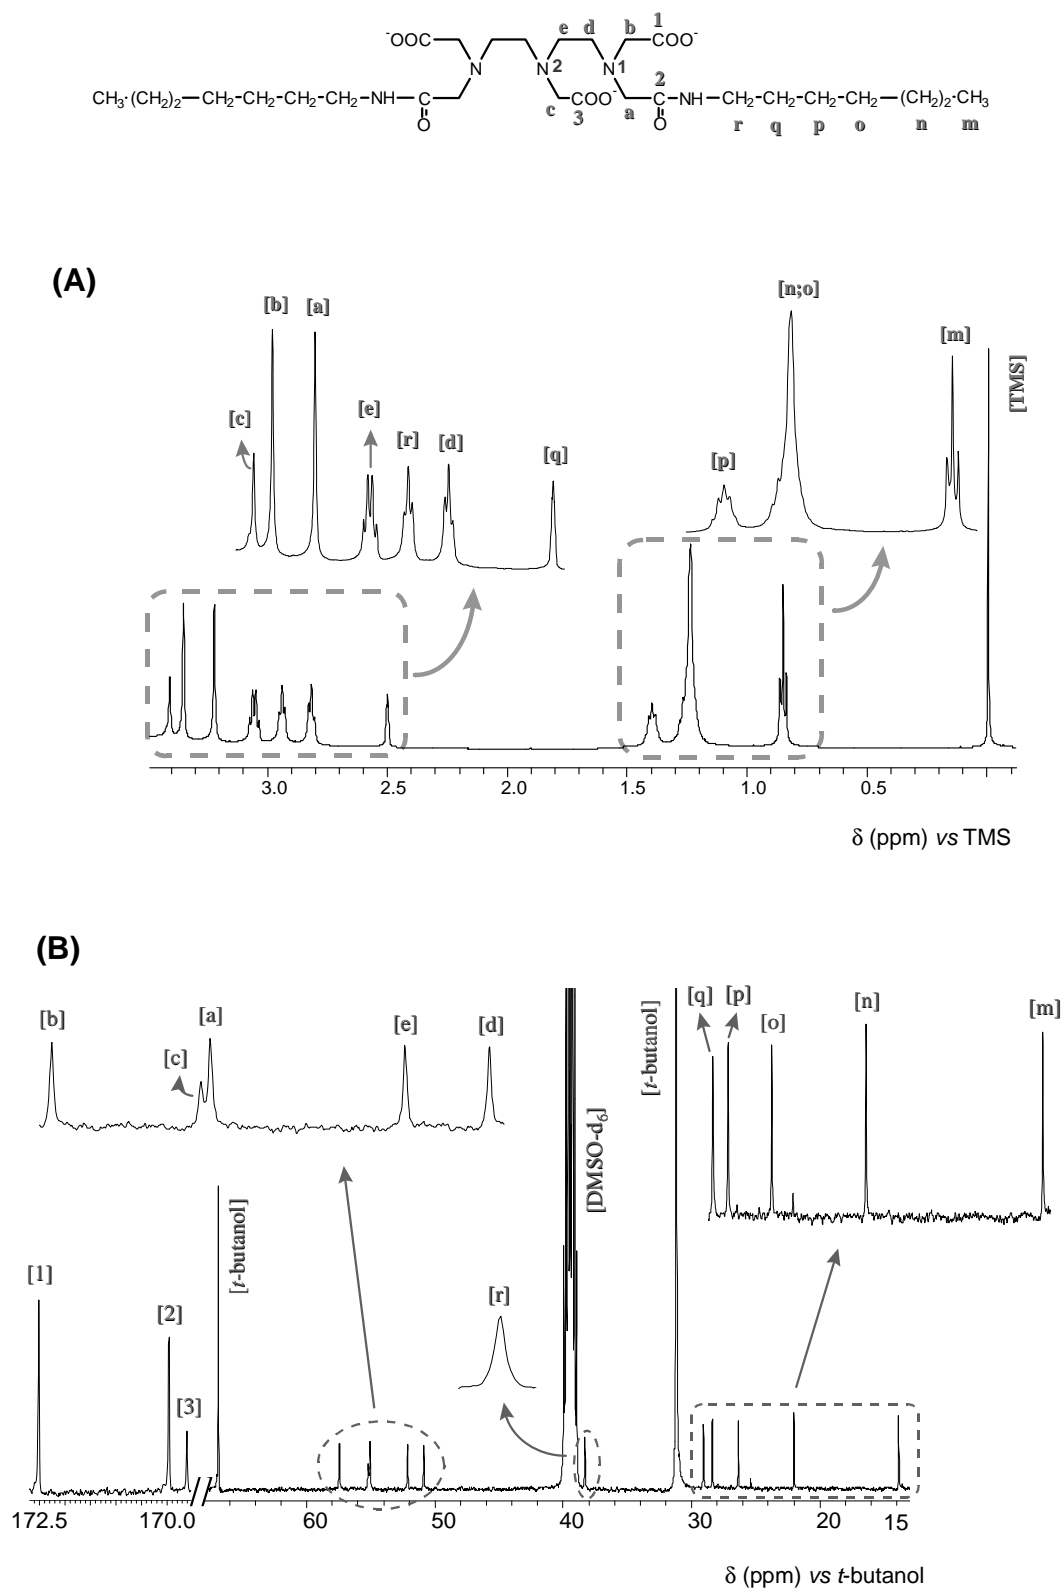 e d b 1
⁻OOC COO⁻
N N 2 N 1
2
CH₃-(CH₂)₂—CH₂-CH₂-CH₂-CH₂—NH COO⁻ NH—CH₂-CH₂-CH₂-CH₂—(CH₂)₂-CH₃
O c 3 a O r q p o n m
(A)
[n;o]
[b] [a]
[m]
[TMS]
[c] [e] [r] [d] [q] [p]
3.0 2.5 2.0 1.5 1.0 0.5
δ (ppm) vs TMS
(B)
[b] [c] [a] [e] [d] [DMSO-d₆] [t-butanol] [q] [p] [o] [n] [m]
[1] [2] [3] [t-butanol] [r]
172.5 170.0 60 50 40 30 20 15
δ (ppm) vs t-butanol